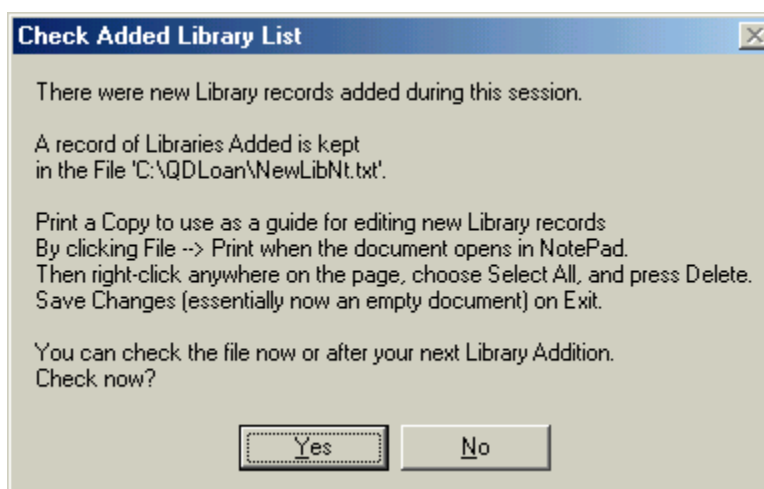 Check Added Library List
There were new Library records added during this session.
A record of Libraries Added is kept
in the File 'C:\QDLoan\NewLibNt.txt'.
Print a Copy to use as a guide for editing new Library records
By clicking File --> Print when the document opens in NotePad.
Then right-click anywhere on the page, choose Select All, and press Delete.
Save Changes (essentially now an empty document) on Exit.
You can check the file now or after your next Library Addition.
Check now?
Yes No